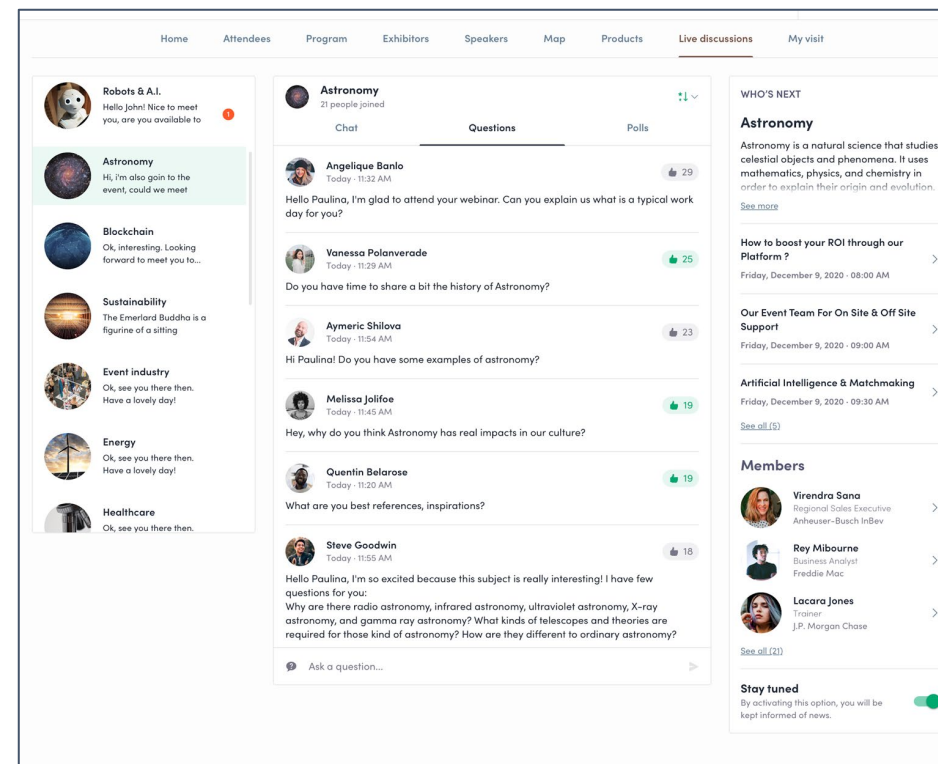 Home Attendees Program Exhibitors Speakers Map Products Live discussions My visit
Robots & A.I.
Hello John! Nice to meet
you, are you available to
1
Astronomy
Hi, i'm also goin to the
event, could we meet
Blockchain
Ok, interesting. Looking
forward to meet you to...
Sustainability
The Emerlard Buddha is a
figurine of a sitting
Event industry
Ok, see you there then.
Have a lovely day!
Energy
Ok, see you there then.
Have a lovely day!
Healthcare
Ok, see you there then.
Astronomy
21 people joined
Chat Questions Polls
Angelique Banlo
Today · 11:32 AM
29
Hello Paulina, I'm glad to attend your webinar. Can you explain us what is a typical work
day for you?
Vanessa Polanverade
Today · 11:29 AM
25
Do you have time to share a bit the history of Astronomy?
Aymeric Shilova
Today · 11:54 AM
23
Hi Paulina! Do you have some examples of astronomy?
Melissa Jolifoe
Today · 11:45 AM
19
Hey, why do you think Astronomy has real impacts in our culture?
Quentin Belarose
Today · 11:20 AM
19
What are you best references, inspirations?
Steve Goodwin
Today · 11:55 AM
18
Hello Paulina, I'm so excited because this subject is really interesting! I have few
questions for you:
Why are there radio astronomy, infrared astronomy, ultraviolet astronomy, X-ray
astronomy, and gamma ray astronomy? What kinds of telescopes and theories are
required for those kind of astronomy? How are they different to ordinary astronomy?
Ask a question...
WHO'S NEXT
Astronomy
Astronomy is a natural science that studies
celestial objects and phenomena. It uses
mathematics, physics, and chemistry in
order to explain their origin and evolution.
See more
How to boost your ROI through our
Platform ?
Friday, December 9, 2020 · 08:00 AM
Our Event Team For On Site & Off Site
Support
Friday, December 9, 2020 · 09:00 AM
Artificial Intelligence & Matchmaking
Friday, December 9, 2020 · 09:30 AM
See all (5)
Members
Virendra Sana
Regional Sales Executive
Anheuser-Busch InBev
Rey Mibourne
Business Analyst
Freddie Mac
Lacara Jones
Trainer
J.P. Morgan Chase
See all (21)
Stay tuned
By activating this option, you will be
kept informed of news.